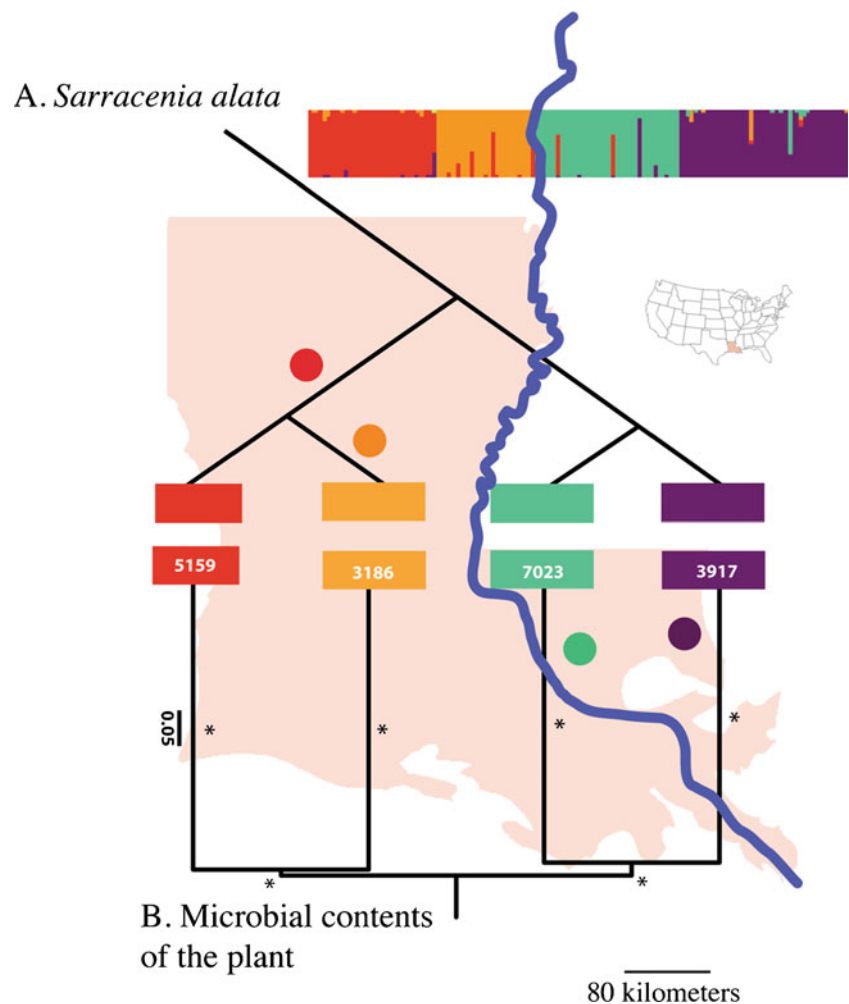 A. Sarracenia alata
5159
3186
7023
3917
0.05
*
*
*
*
*
*
B. Microbial contents
of the plant
80 kilometers